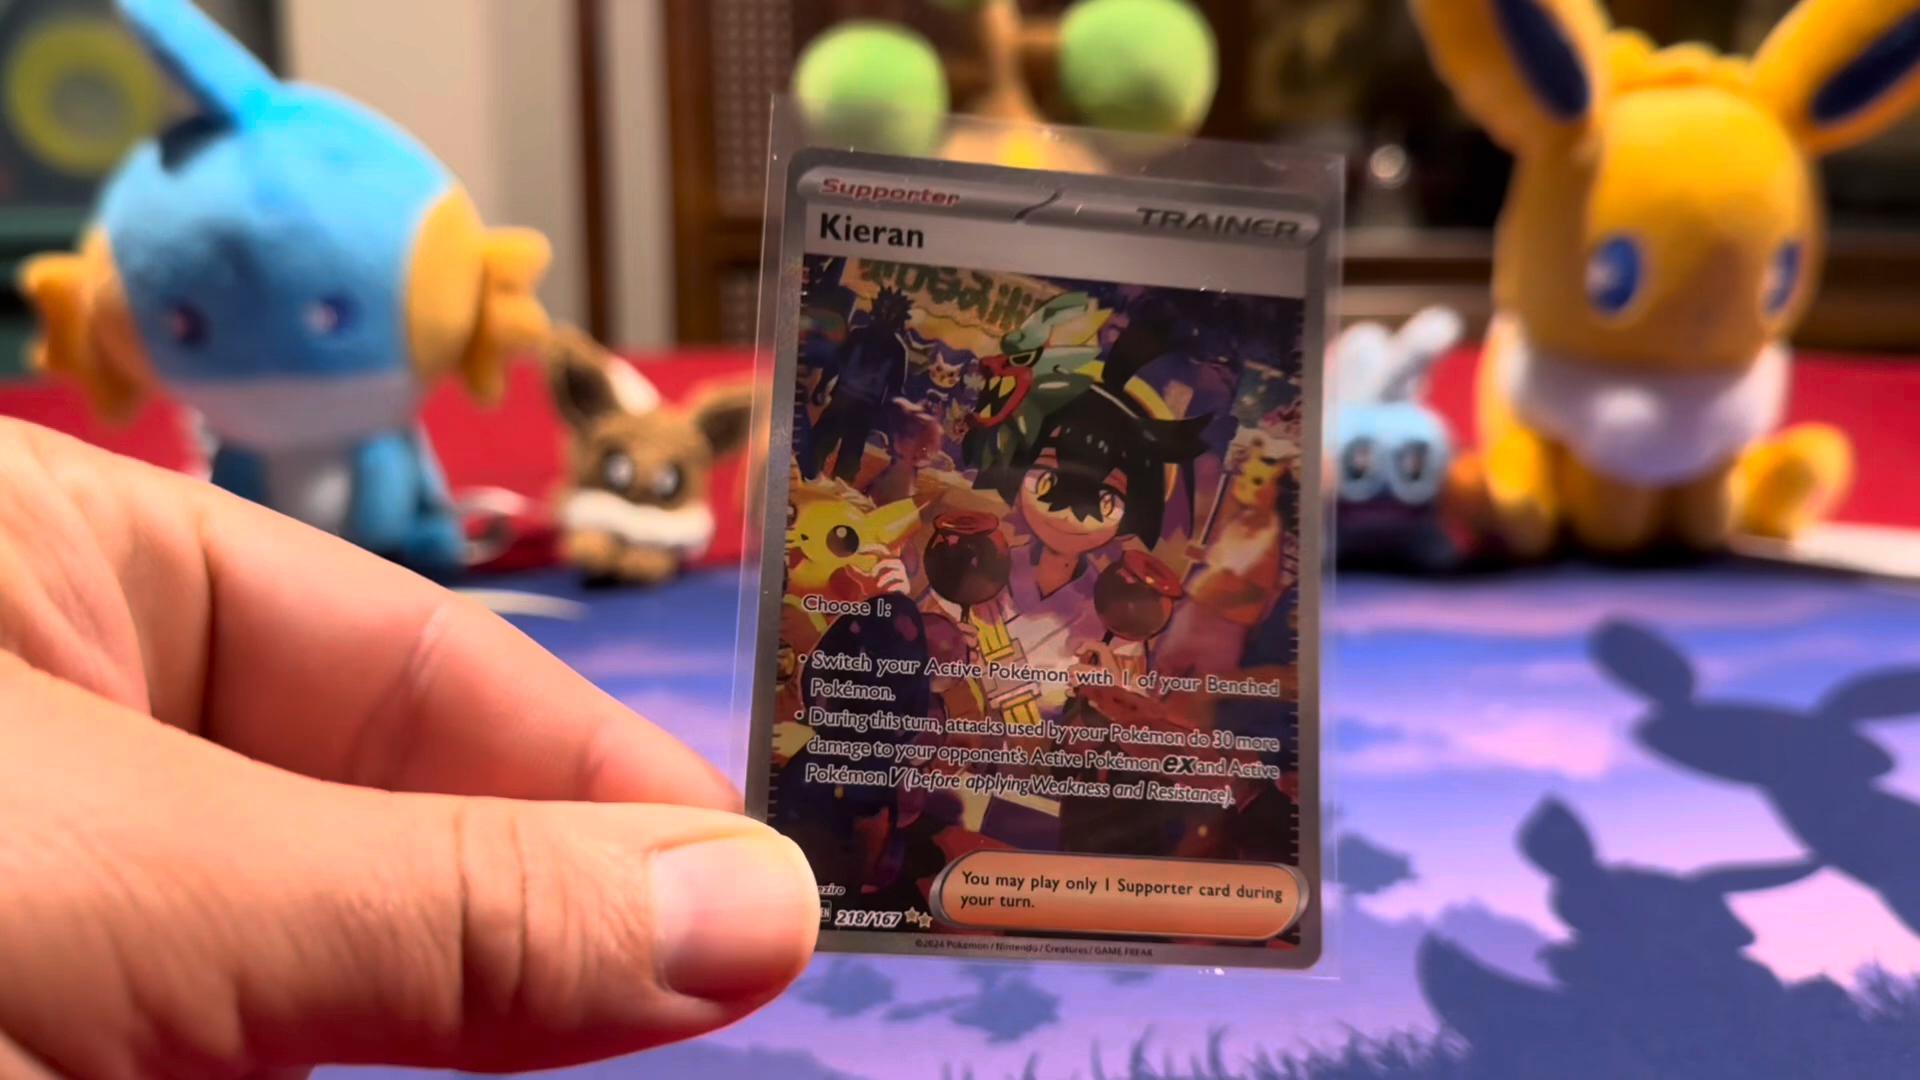 Supporter
TRAINER
Kieran
Choose 1:
• Switch your Active Pokémon with 1 of your Benched
Pokémon.
• During this turn, attacks used by your Pokémon do 30 more
damage to your opponent's Active Pokémon ex and Active
Pokémon V (before applying Weakness and Resistance).
You may play only 1 Supporter card during
your turn.
EN 218/167
©2024 Pokémon / Nintendo / Creatures / GAME FREAK